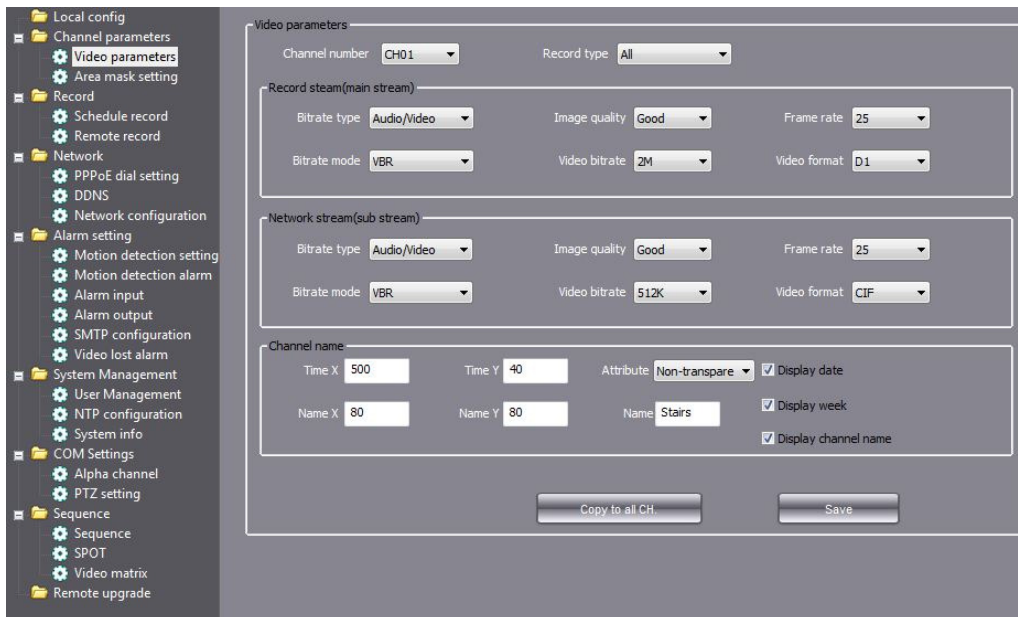 Local config
Channel parameters
Video parameters
Area mask setting
Record
Schedule record
Remote record
Network
PPPoE dial setting
DDNS
Network configuration
Alarm setting
Motion detection setting
Motion detection alarm
Alarm input
Alarm output
SMTP configuration
Video lost alarm
System Management
User Management
NTP configuration
System info
COM Settings
Alpha channel
PTZ setting
Sequence
Sequence
SPOT
Video matrix
Remote upgrade
Video parameters
Channel number CH01 Record type All
Record steam(main stream)
Bitrate type Audio/Video Image quality Good Frame rate 25
Bitrate mode VBR Video bitrate 2M Video format D1
Network stream(sub stream)
Bitrate type Audio/Video Image quality Good Frame rate 25
Bitrate mode VBR Video bitrate 512K Video format CIF
Channel name
Time X 500 Time Y 40 Attribute Non-transpare Display date
Name X 80 Name Y 80 Name Stairs Display week
Display channel name
Copy to all CH. Save